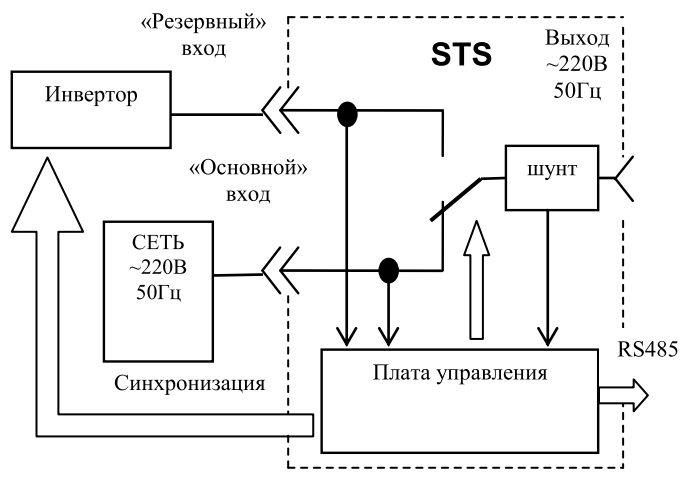 «Резервный»
вход
STS
Выход
~220В
50Гц
Инвертор
«Основной»
вход
шунт
СЕТЬ
~220В
50Гц
RS485
Синхронизация
Плата управления